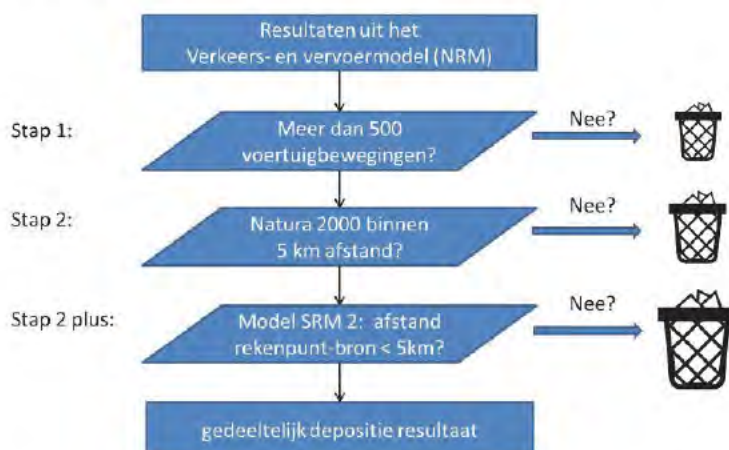 Resultaten uit het
Verkeers- en vervoermodel (NRM)
Stap 1:
Meer dan 500
voertuigbewegingen?
Nee?
Stap 2:
Natura 2000 binnen
5 km afstand?
Nee?
Stap 2 plus:
Model SRM 2: afstand
rekenpunt-bron < 5km?
Nee?
gedeeltelijk depositie resultaat